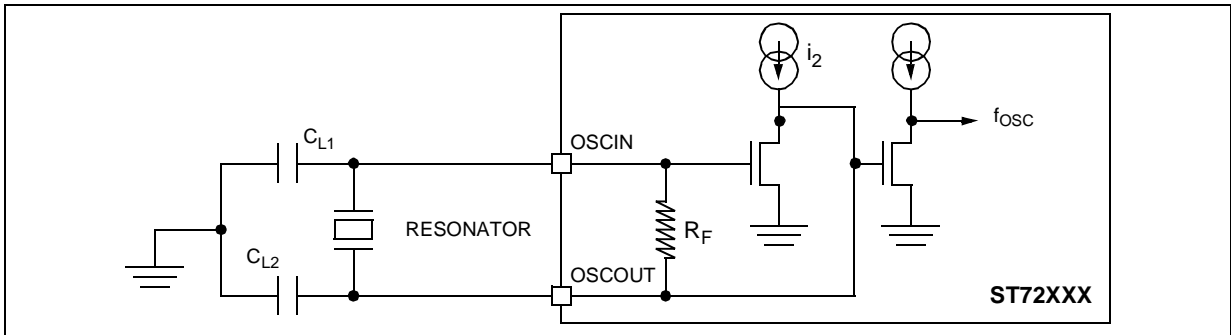 i2
fOSC
CL1
OSCIN
RESONATOR
RF
CL2
OSCOUT
ST72XXX